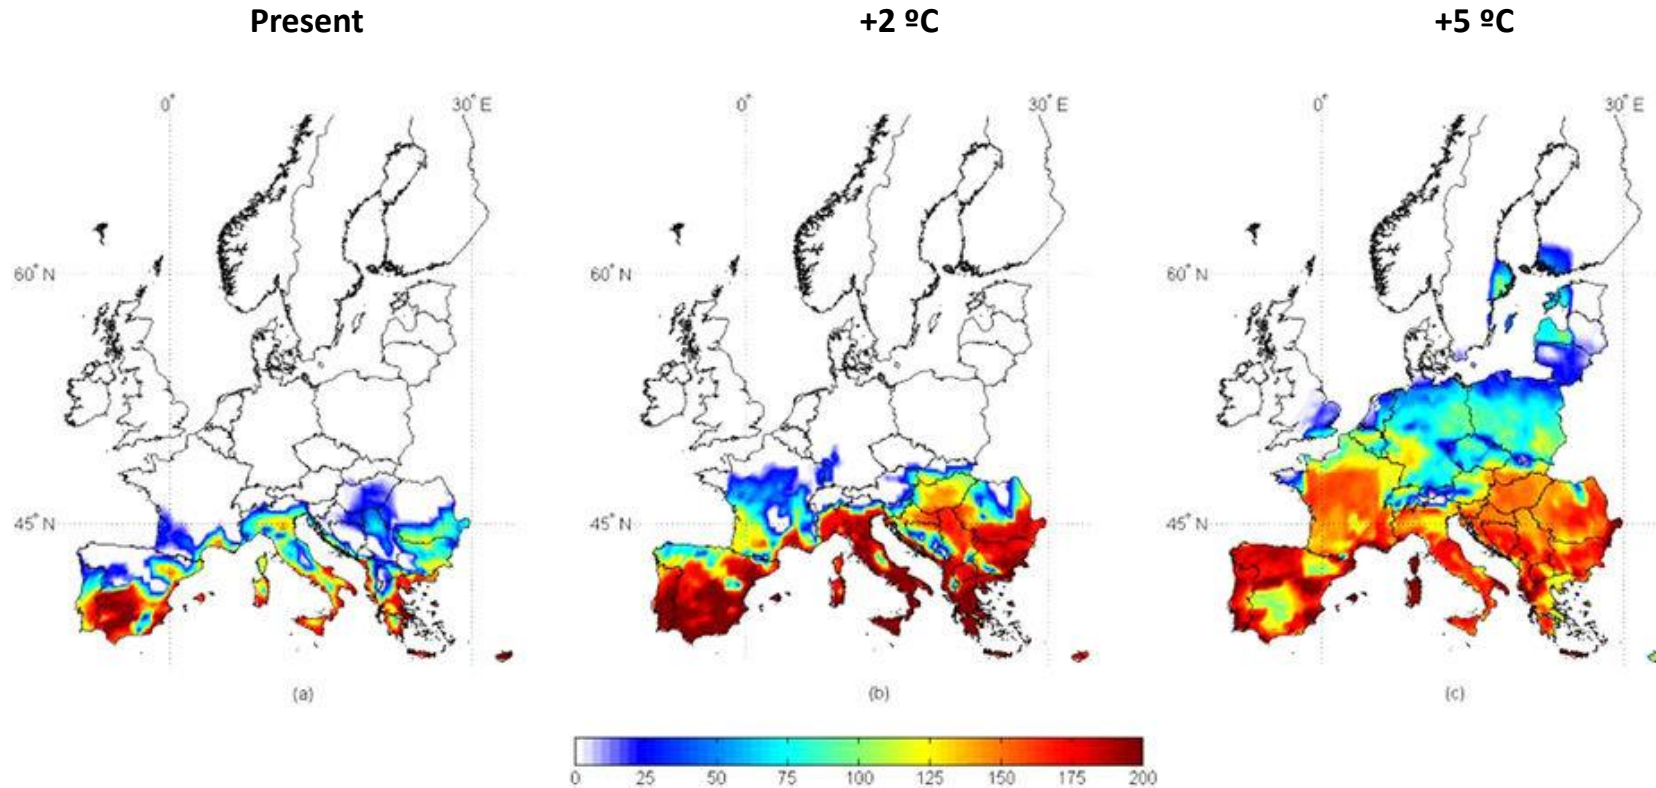 Present +2 ºC +5 ºC
0° 30° E 0° 30° E 0° 30° E
60° N 60° N 60° N
45° N 45° N 45° N
(a) (b) (c)
0 25 50 75 100 125 150 175 200